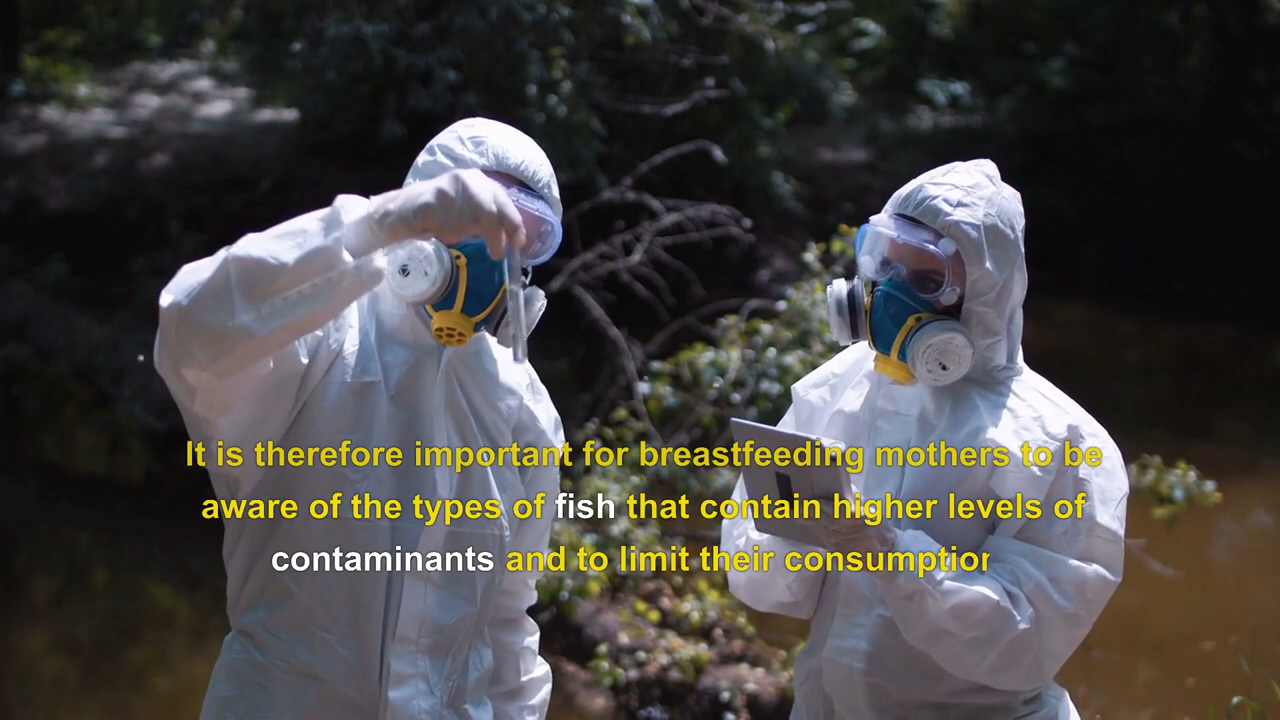 It is therefore important for breastfeeding mothers to be
aware of the types of fish that contain higher levels of
contaminants and to limit their consumption